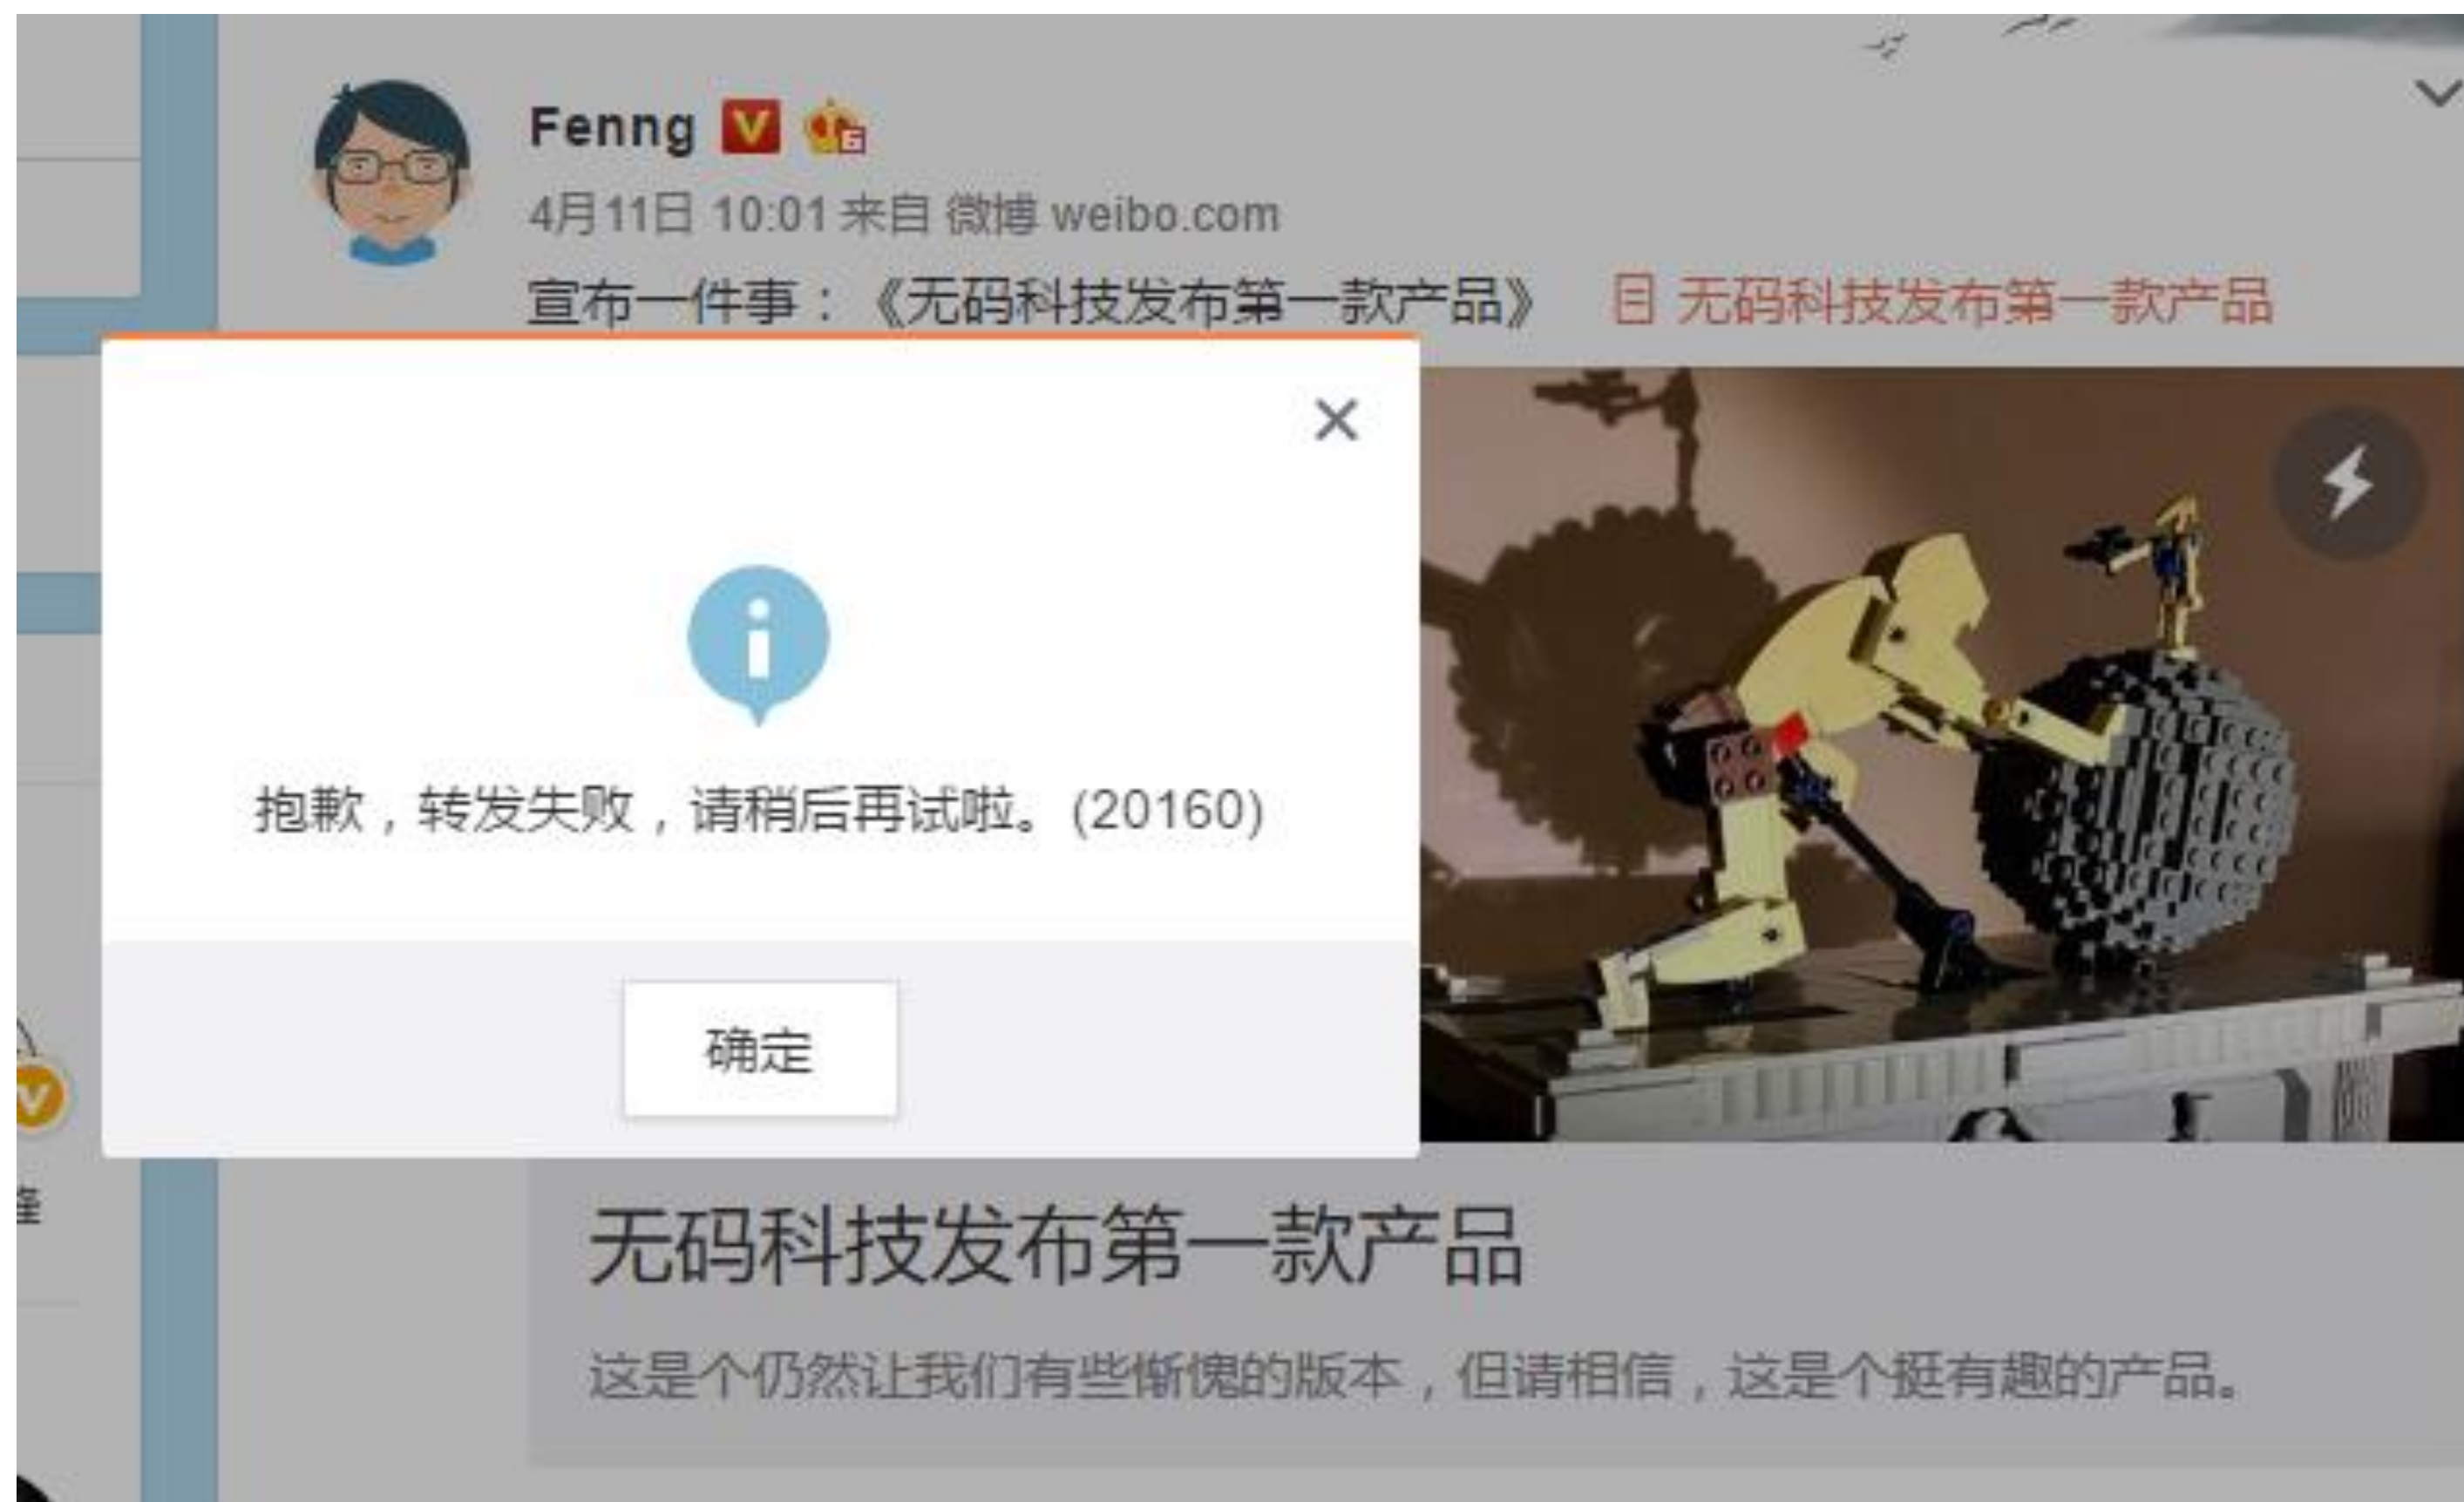 Fenng V 6
4月11日 10:01 来自 微博 weibo.com
宣布一件事：《无码科技发布第一款产品》 无码科技发布第一款产品
抱歉，转发失败，请稍后再试啦。(20160)
确定
无码科技发布第一款产品
这是个仍然让我们有些惭愧的版本，但请相信，这是个挺有趣的产品。